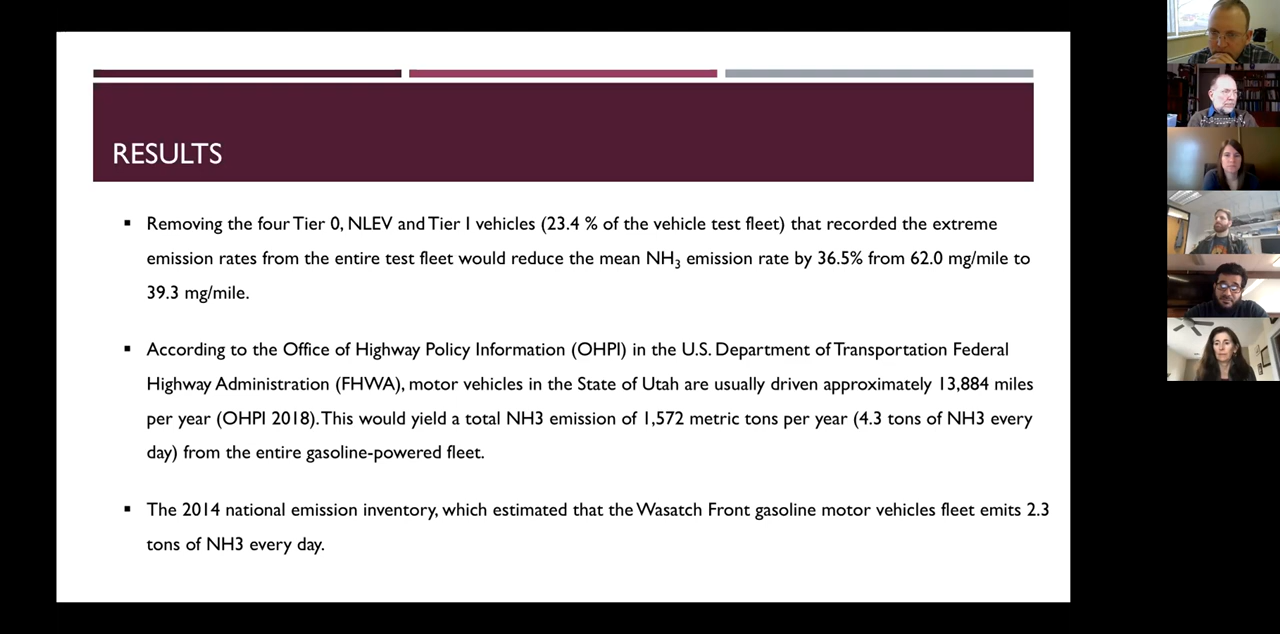 RESULTS
▪ Removing the four Tier 0, NLEV and Tier 1 vehicles (23.4 % of the vehicle test fleet) that recorded the extreme
emission rates from the entire test fleet would reduce the mean NH₃ emission rate by 36.5% from 62.0 mg/mile to
39.3 mg/mile.
▪ According to the Office of Highway Policy Information (OHPI) in the U.S. Department of Transportation Federal
Highway Administration (FHWA), motor vehicles in the State of Utah are usually driven approximately 13,884 miles
per year (OHPI 2018). This would yield a total NH3 emission of 1,572 metric tons per year (4.3 tons of NH3 every
day) from the entire gasoline-powered fleet.
▪ The 2014 national emission inventory, which estimated that the Wasatch Front gasoline motor vehicles fleet emits 2.3
tons of NH3 every day.